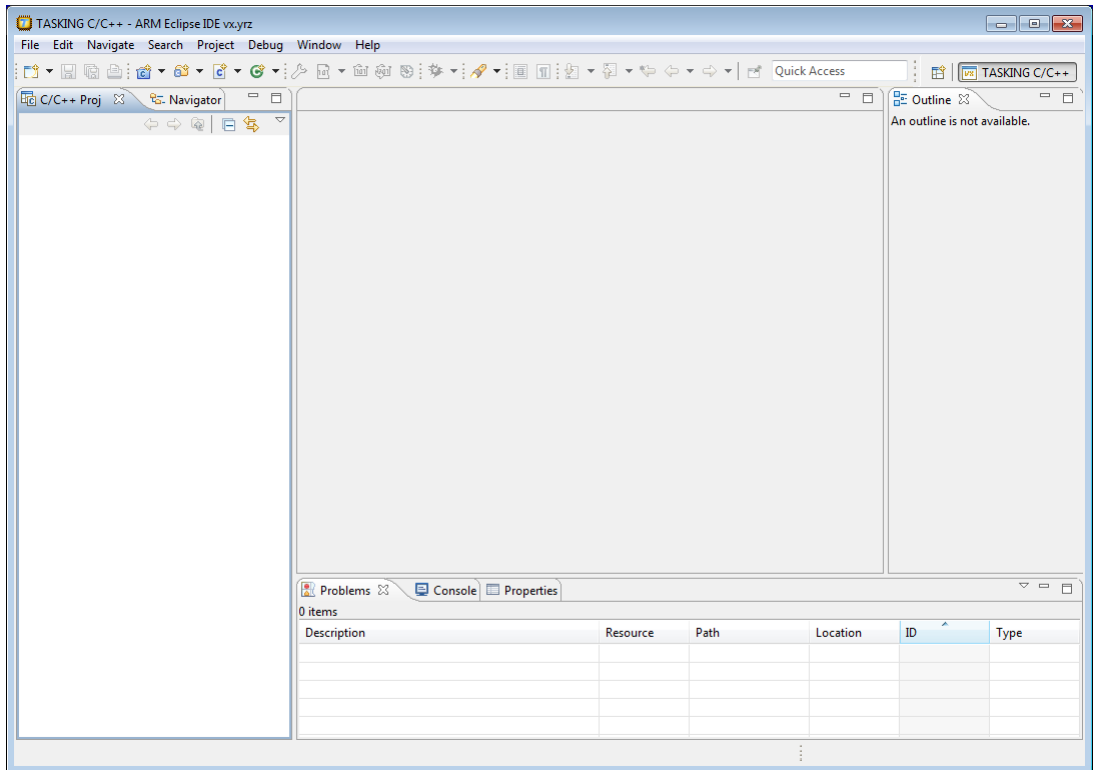 TASKING C/C++ - ARM Eclipse IDE vx.yrz
File Edit Navigate Search Project Debug Window Help
Quick Access
TASKING C/C++
C/C++ Proj
Navigator
Outline
An outline is not available.
Problems Console Properties
0 items
Description Resource Path Location ID Type